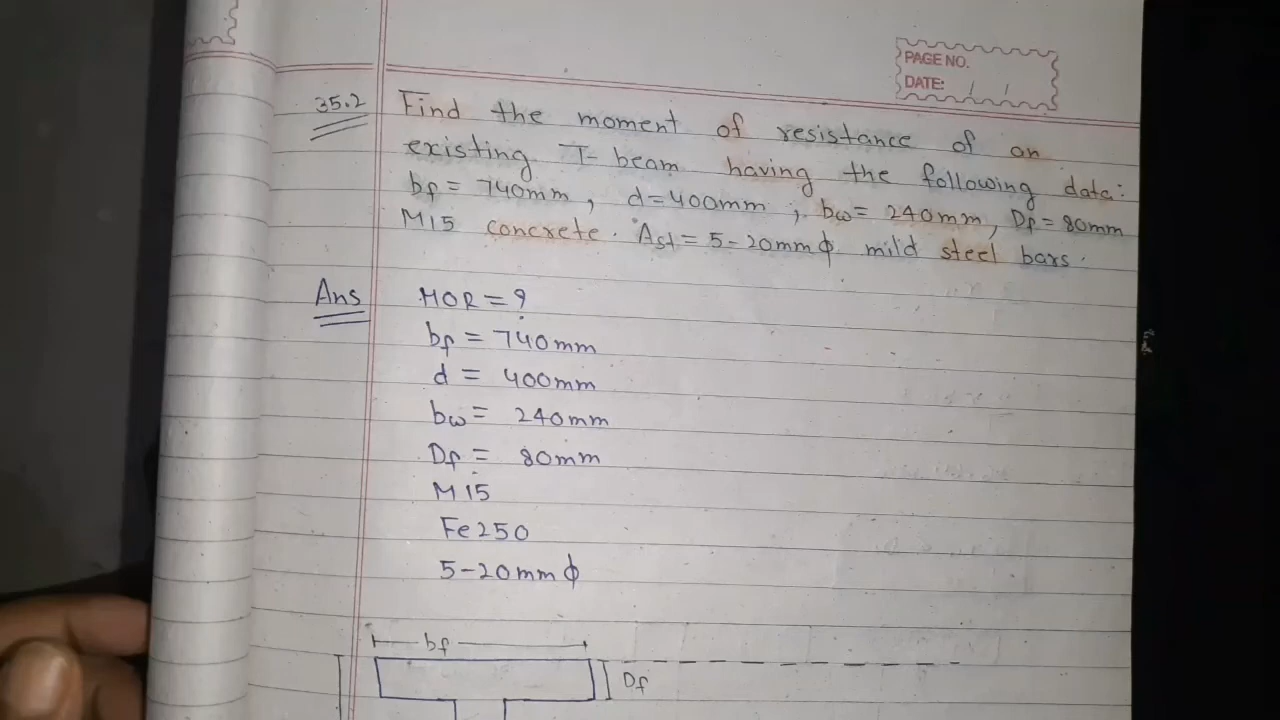 PAGE NO.
DATE: / /
35.2 Find the moment of resistance of an
existing T-beam having the following data:
bf = 740mm, d=400mm, bw= 240mm, Df = 80mm
M15 concrete. Ast = 5-20mmϕ mild steel bars.
Ans MOR = ?
bf = 740mm
d = 400mm
bw = 240mm
Df = 80mm
M15
Fe250
5-20mmϕ
bf
Df